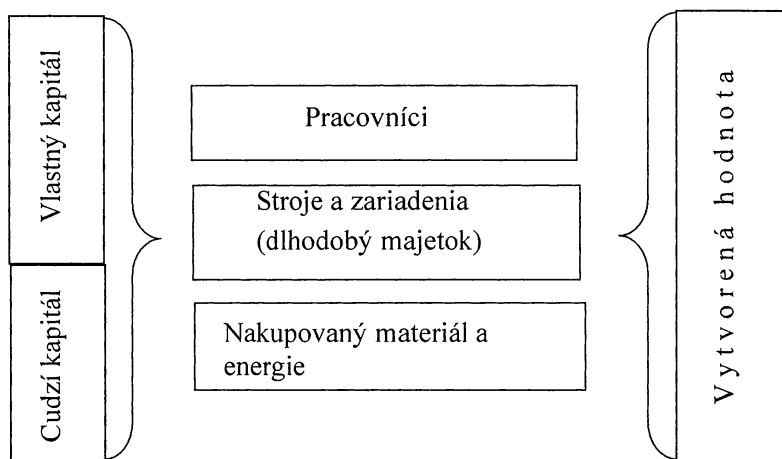 Vlastný kapitál
Cudzí kapitál
Pracovníci
Stroje a zariadenia
(dlhodobý majetok)
Nakupovaný materiál a
energie
Vytvorená hodnota